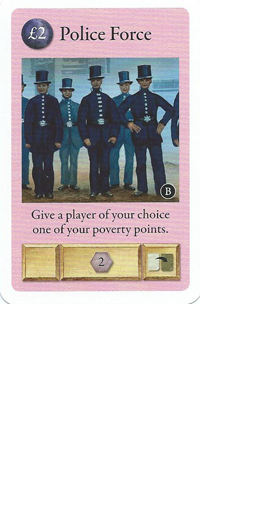 £2 Police Force
B
Give a player of your choice
one of your poverty points.
2